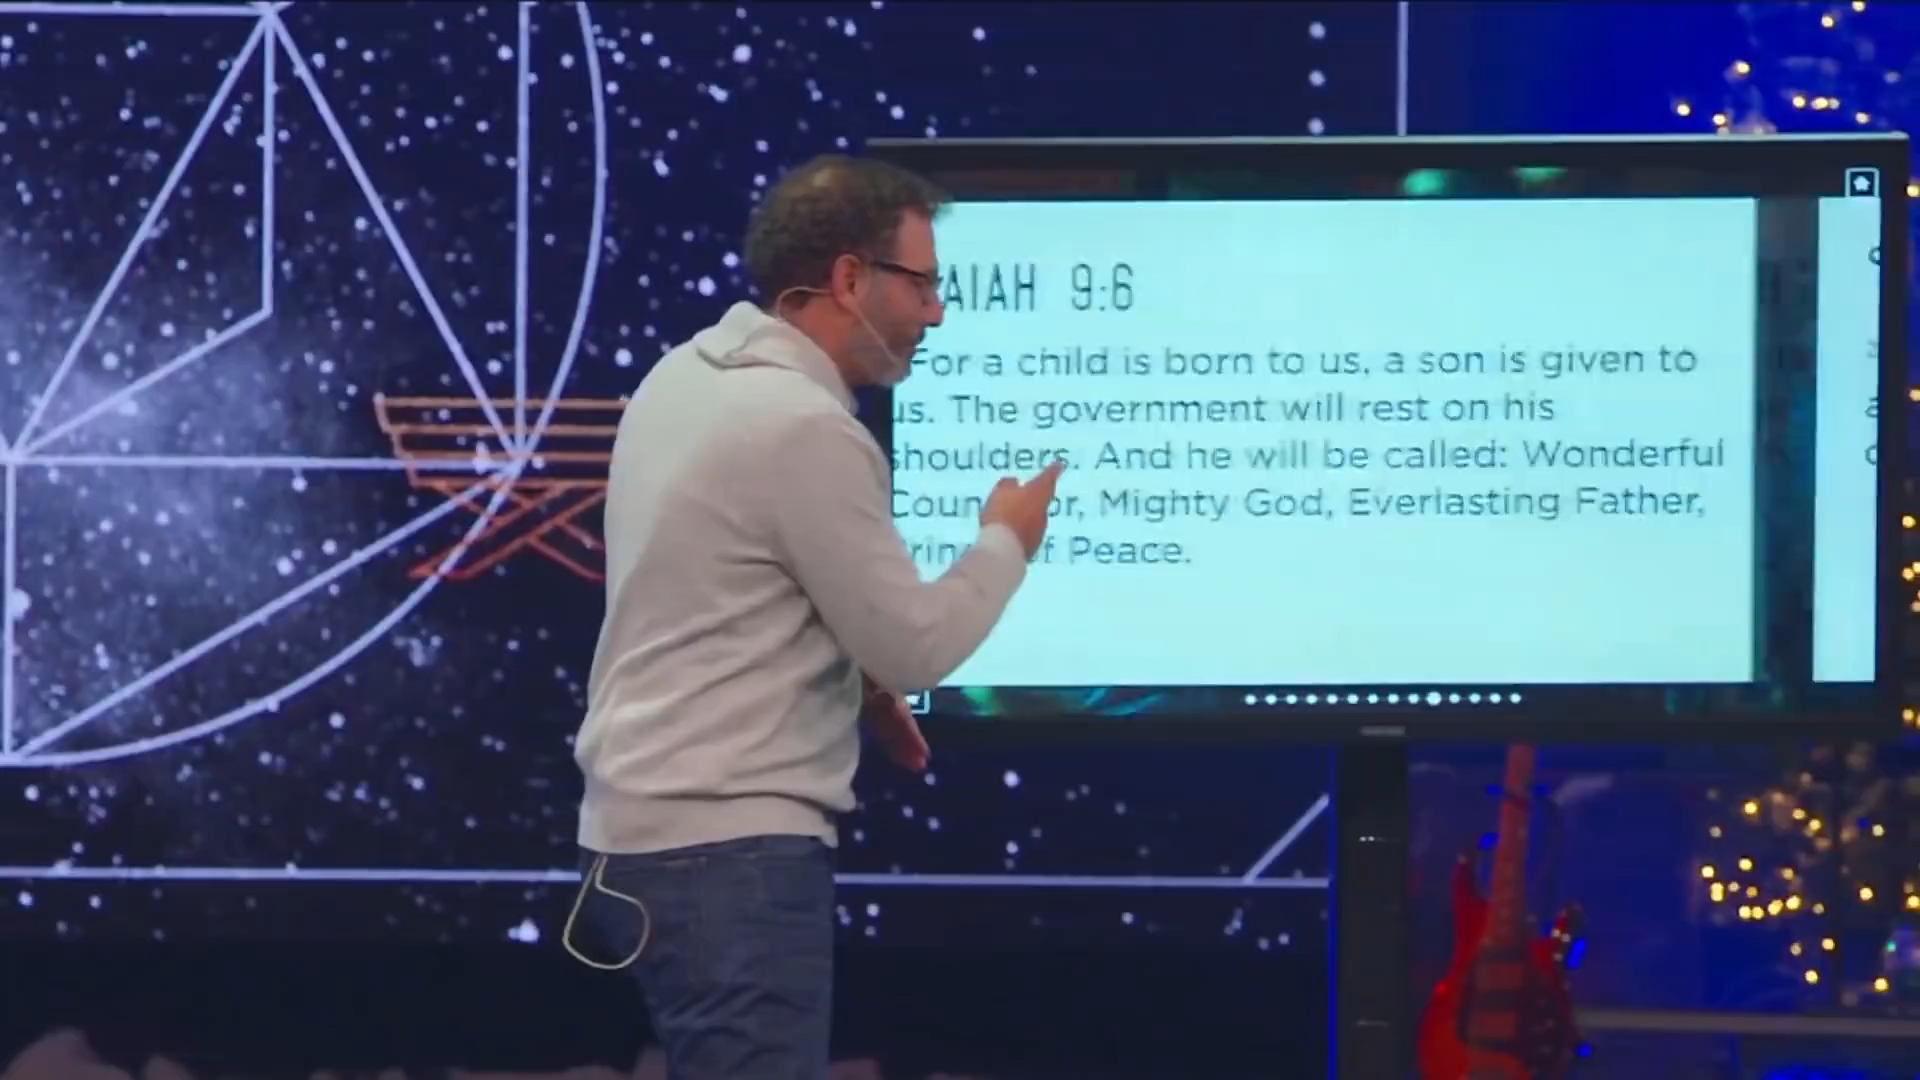 AIAH 9:6
For a child is born to us, a son is given to
us. The government will rest on his
shoulders. And he will be called: Wonderful
Mighty God, Everlasting Father,
of Peace.